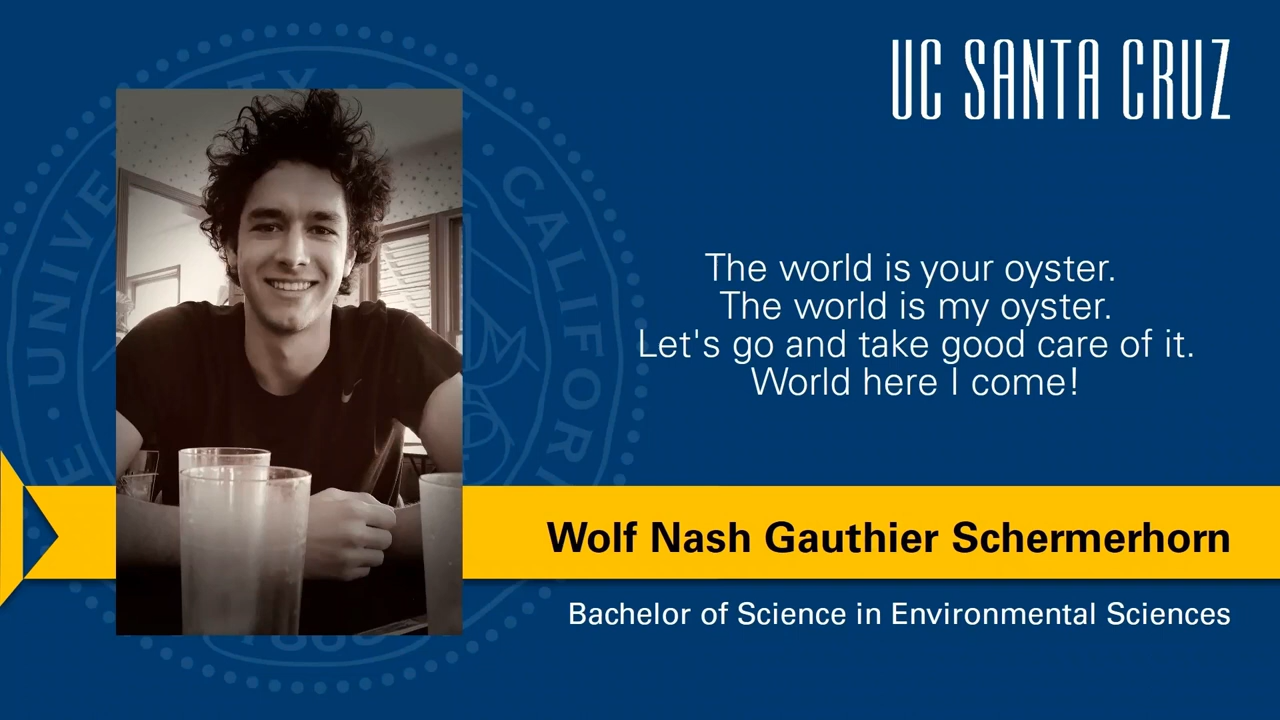 UC SANTA CRUZ
The world is your oyster.
The world is my oyster.
Let's go and take good care of it.
World here I come!
Wolf Nash Gauthier Schermerhorn
Bachelor of Science in Environmental Sciences